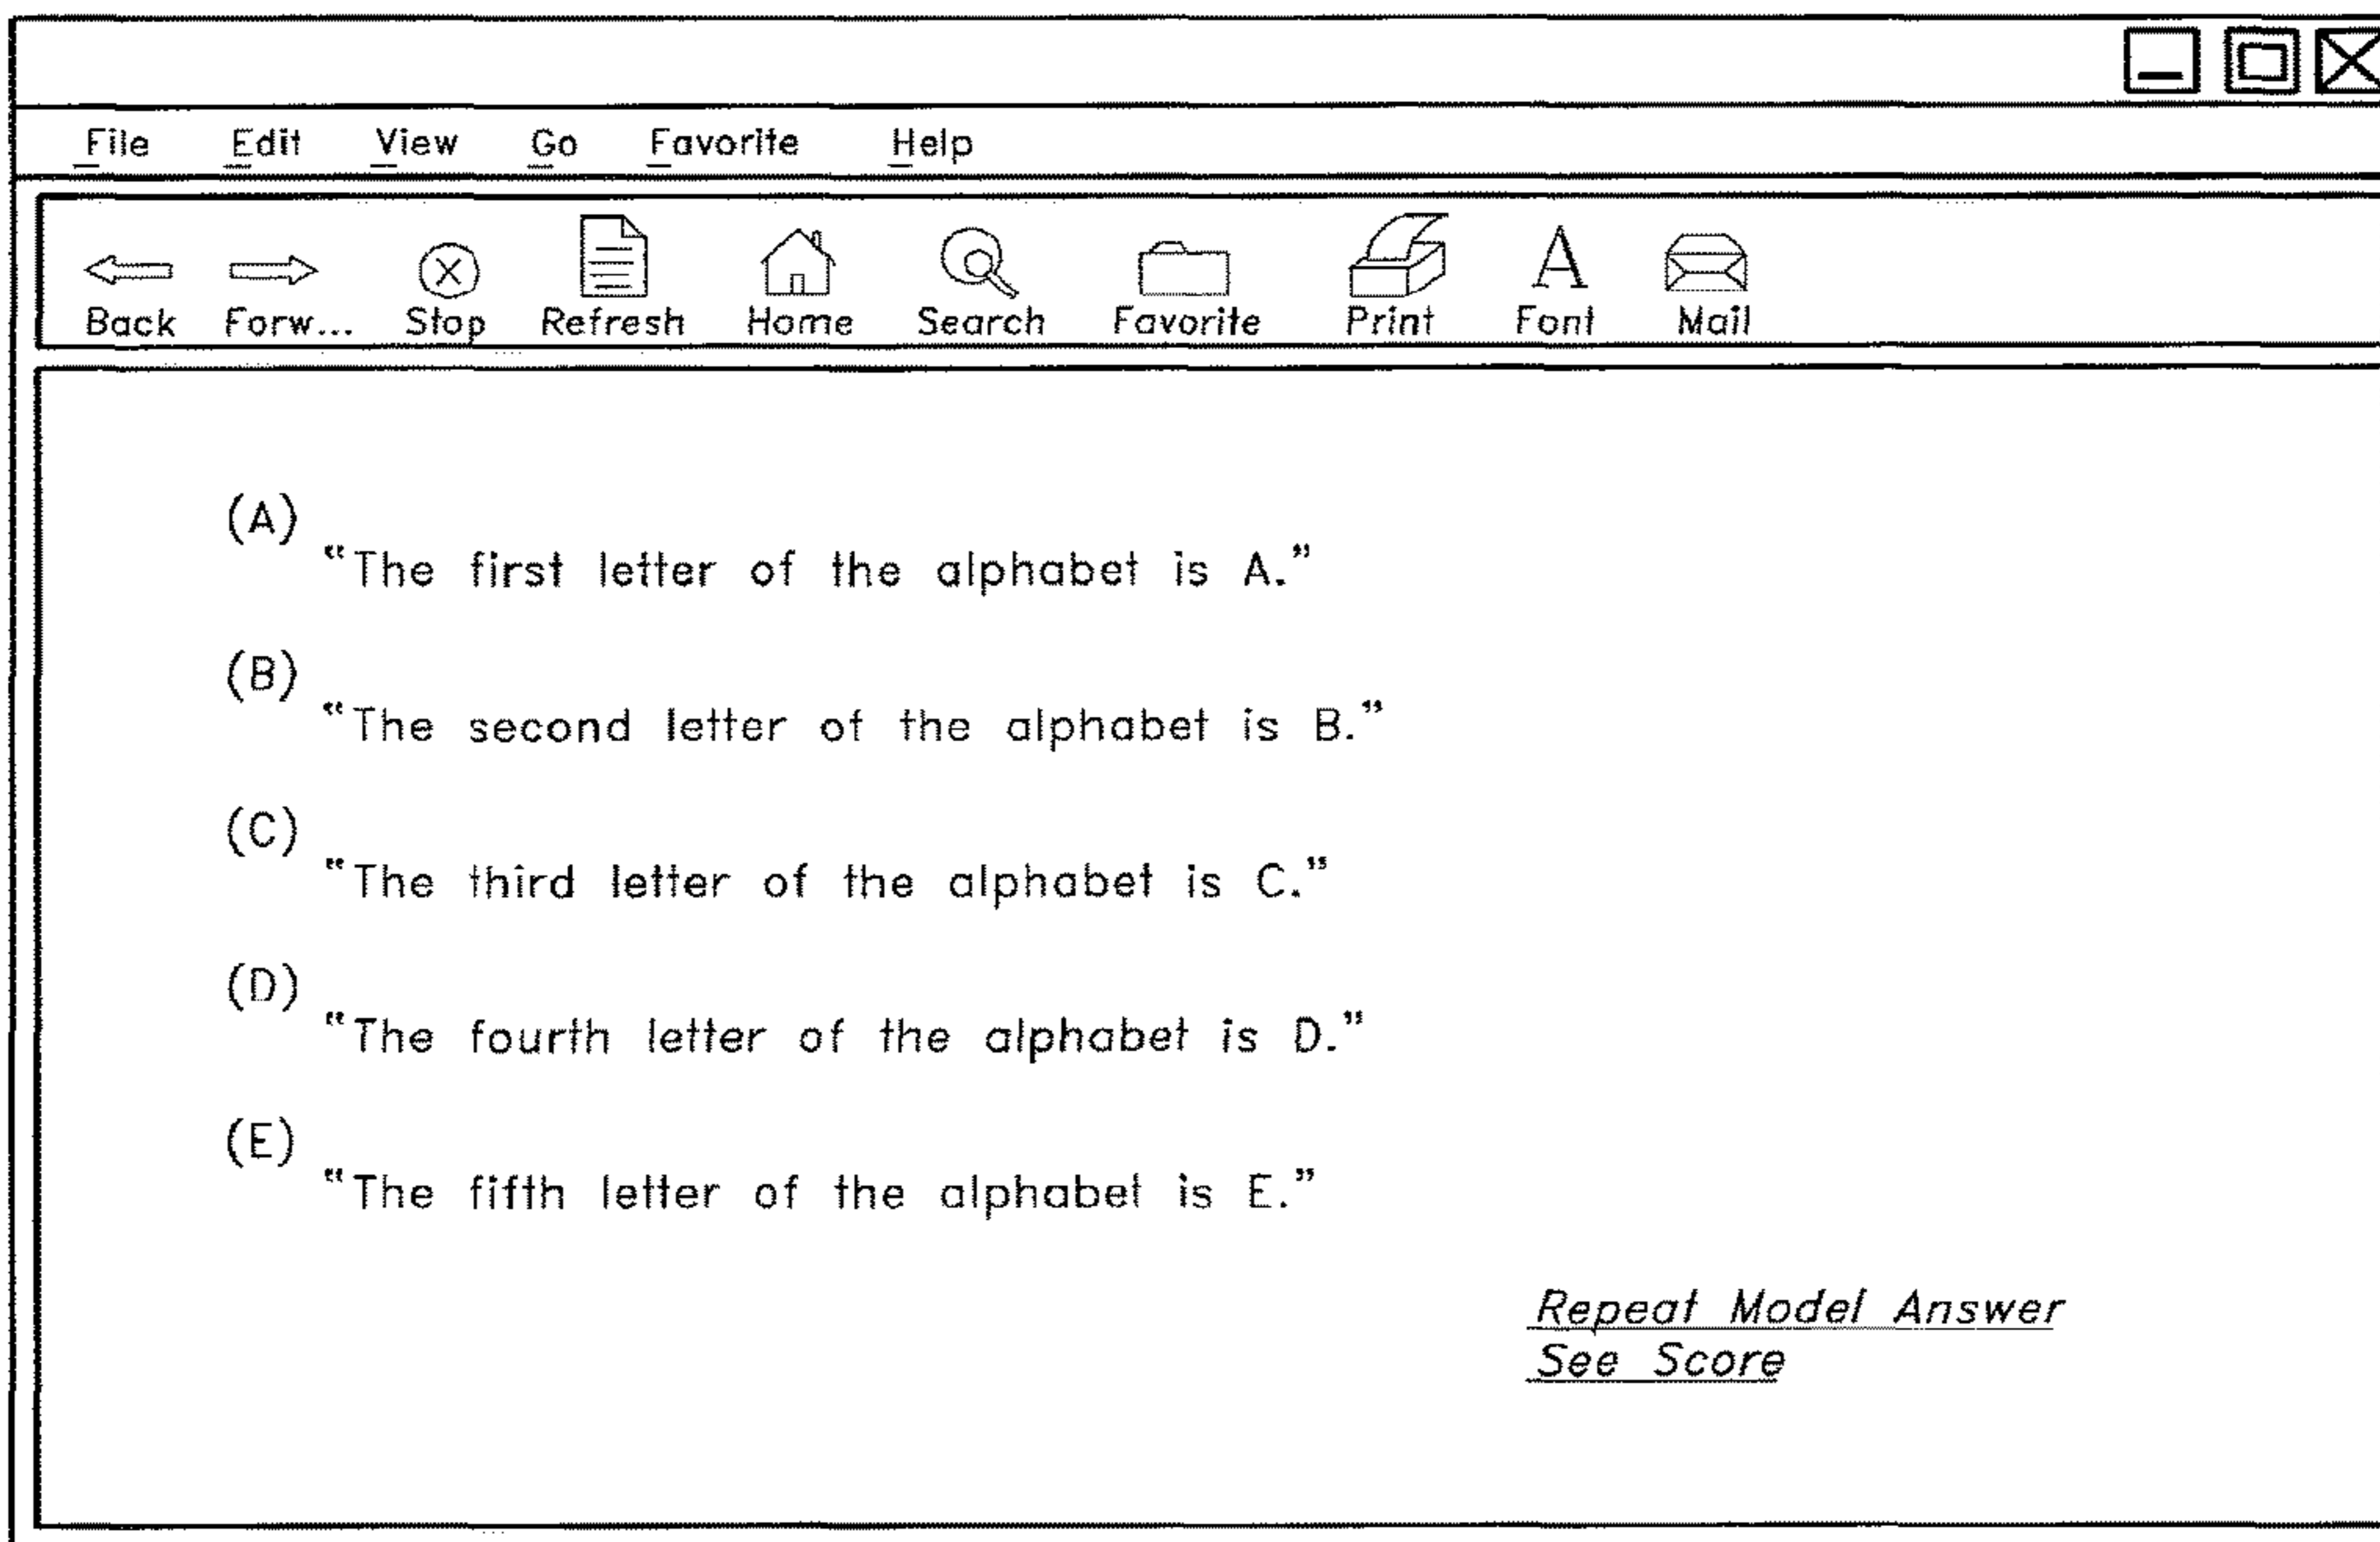 File Edit View Go Favorite Help
Back Forw... Stop Refresh Home Search Favorite Print Font Mail
(A)
“The first letter of the alphabet is A.”
(B)
“The second letter of the alphabet is B.”
(C)
“The third letter of the alphabet is C.”
(D)
“The fourth letter of the alphabet is D.”
(E)
“The fifth letter of the alphabet is E.”
Repeat Model Answer
See Score